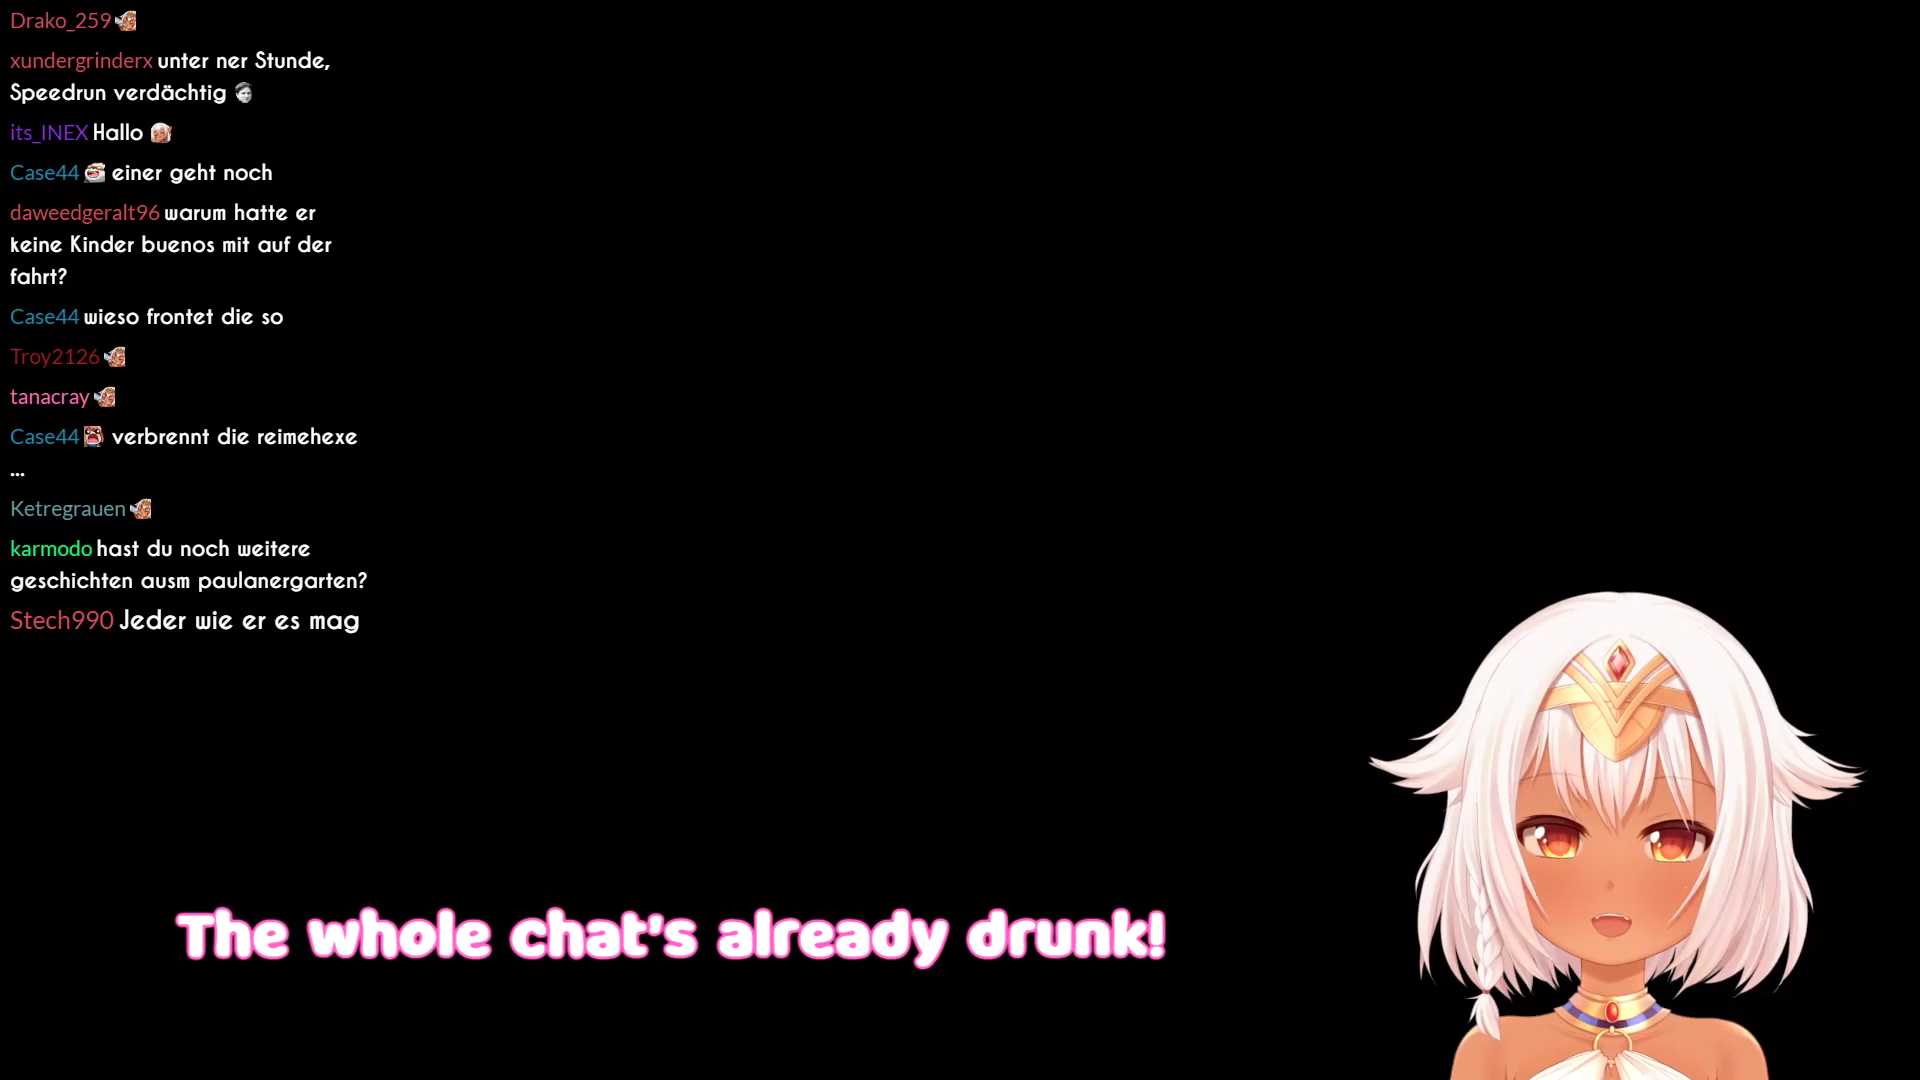 Drako_259
xundergrinderx unter ner Stunde,
Speedrun verdächtig
its_INEX Hallo
Case44 einer geht noch
daweedgeralt96 warum hatte er
keine Kinder buenos mit auf der
fahrt?
Case44 wieso frontet die so
Troy2126
tanacray
Case44 verbrennt die reimehexe
...
Ketregrauen
karmodo hast du noch weitere
geschichten ausm paulanergarten?
Stech990 Jeder wie er es mag
The whole chat's already drunk!